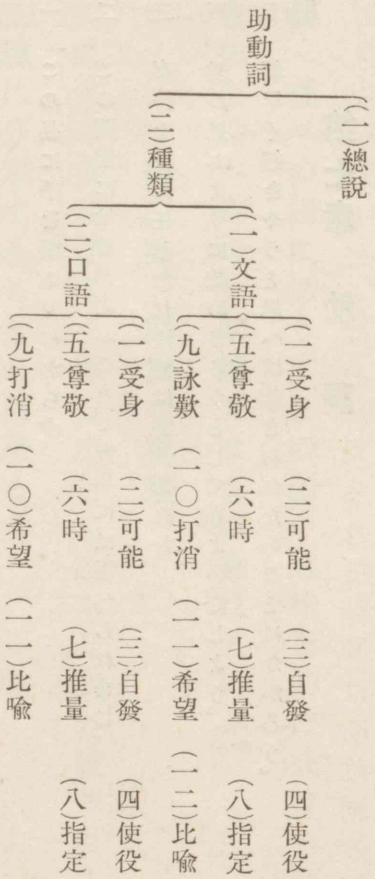 助動詞
(一)總說
(二)種類
(一)文語
(一)受身 (二)可能 (三)自發 (四)使役
(五)尊敬 (六)時 (七)推量 (八)指定
(九)詠歎 (一〇)打消 (一一)希望 (一二)比喩
(二)口語
(一)受身 (二)可能 (三)自發 (四)使役
(五)尊敬 (六)時 (七)推量 (八)指定
(九)打消 (一〇)希望 (一一)比喩